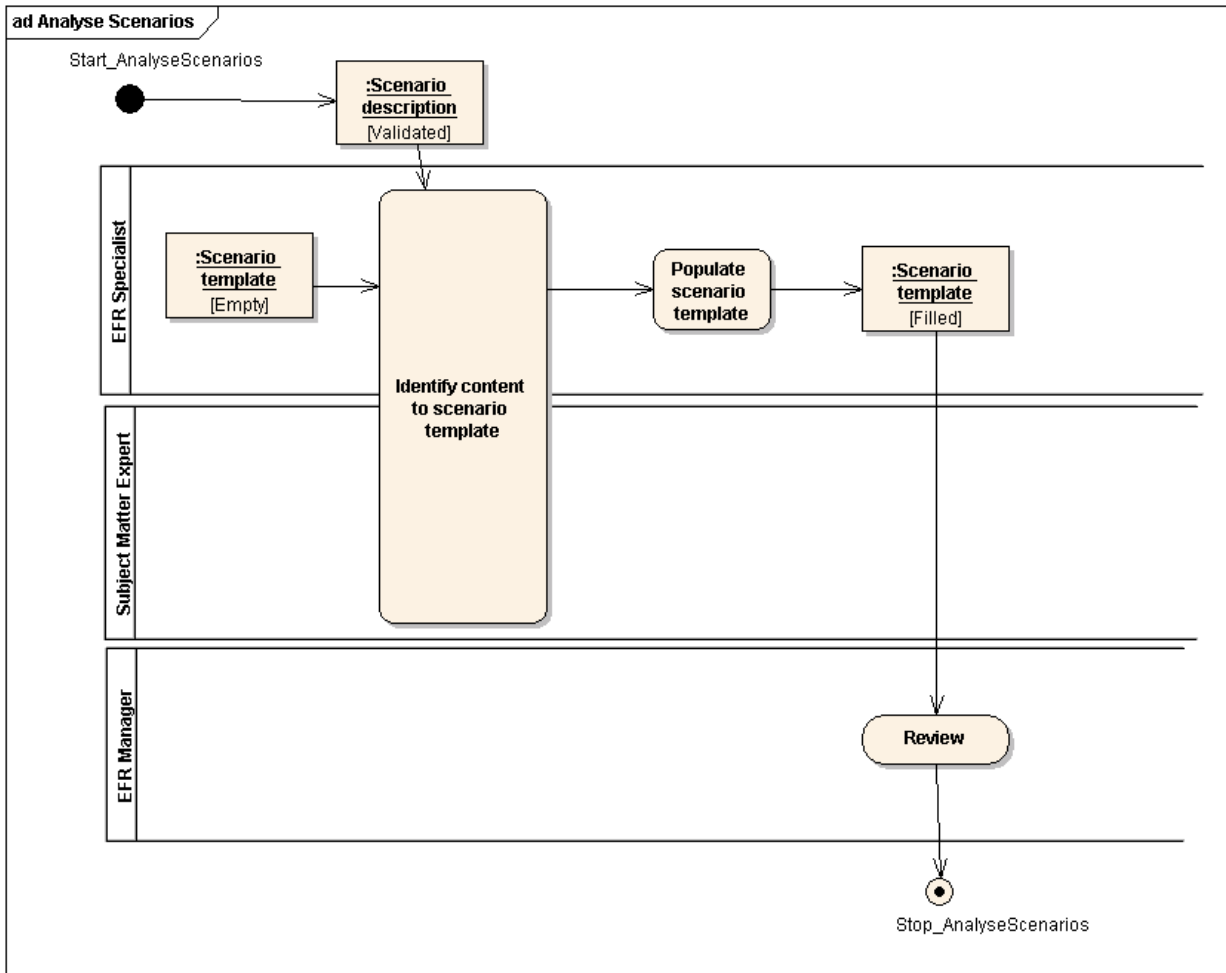 ad Analyse Scenarios
Start_AnalyseScenarios
:Scenario
description
[Validated]
EFR Specialist
:Scenario
template
[Empty]
Identify content
to scenario
template
Populate
scenario
template
:Scenario
template
[Filled]
Subject Matter Expert
EFR Manager
Review
Stop_AnalyseScenarios